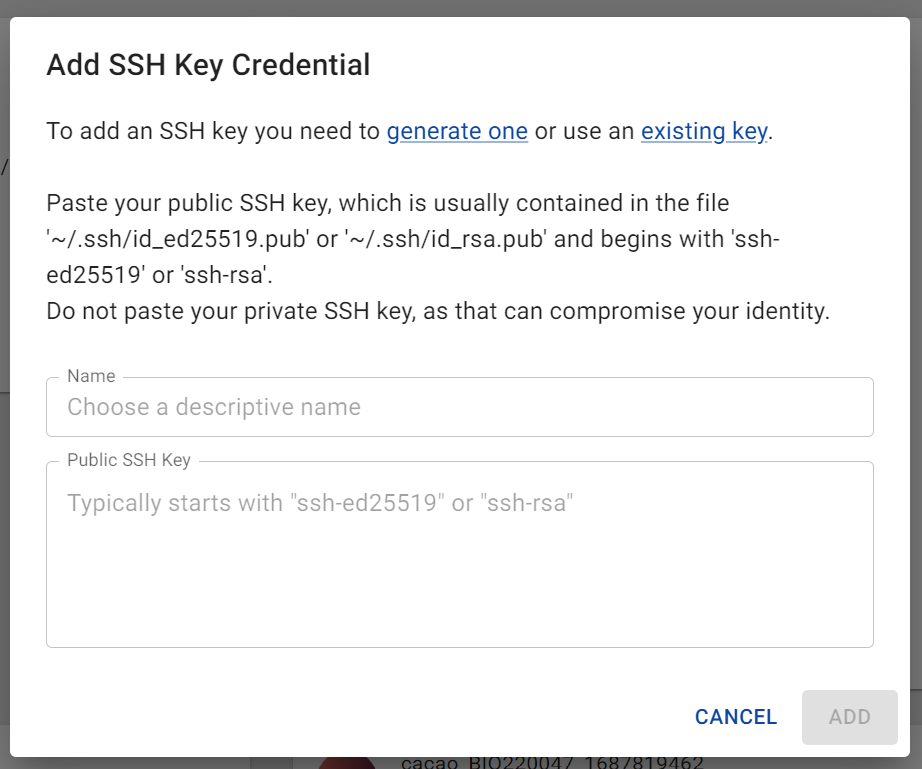 Add SSH Key Credential
To add an SSH key you need to generate one or use an existing key.
Paste your public SSH key, which is usually contained in the file
'~/.ssh/id_ed25519.pub' or '~/.ssh/id_rsa.pub' and begins with 'ssh-
ed25519' or 'ssh-rsa'.
Do not paste your private SSH key, as that can compromise your identity.
Name
Choose a descriptive name
Public SSH Key
Typically starts with "ssh-ed25519" or "ssh-rsa"
CANCEL ADD
cacao_BIO220047_1687819462